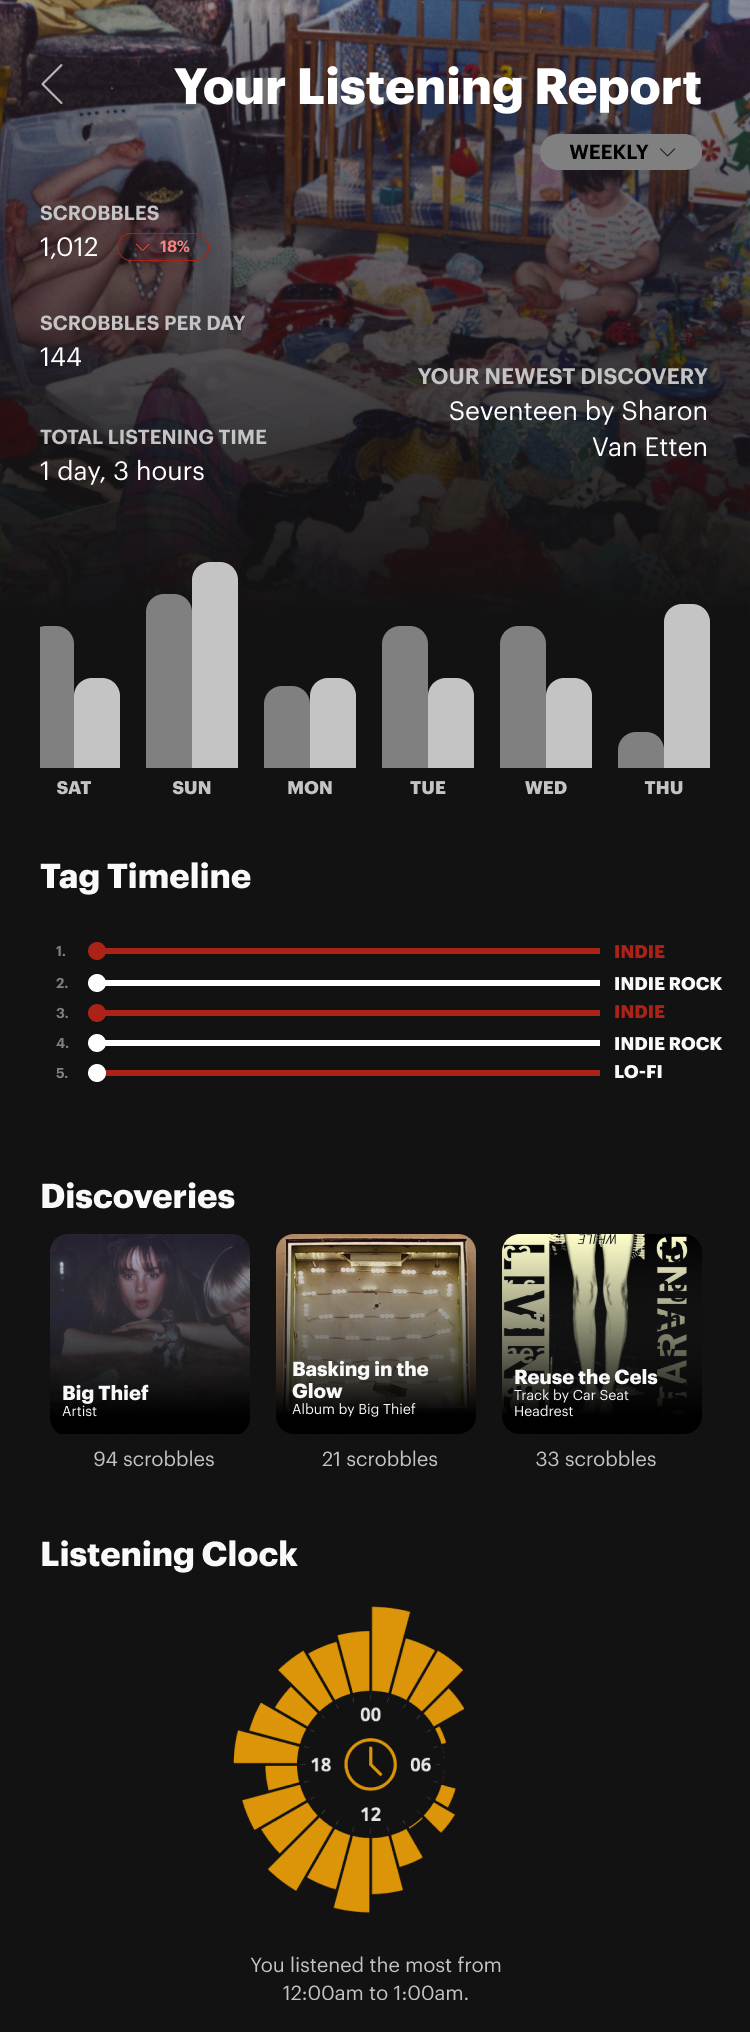 Your Listening Report
WEEKLY
SCROBBLES
1,012
18%
SCROBBLES PER DAY
144
TOTAL LISTENING TIME
1 day, 3 hours
YOUR NEWEST DISCOVERY
Seventeen by Sharon
Van Etten
SAT
SUN
MON
TUE
WED
THU
Tag Timeline
1. INDIE
2. INDIE ROCK
3. INDIE
4. INDIE ROCK
5. LO-FI
Discoveries
Big Thief
Artist
94 scrobbles
Basking in the
Glow
Album by Big Thief
21 scrobbles
WHILE
Reuse the Cels
Track by Car Seat
Headrest
33 scrobbles
Listening Clock
00
18
06
12
You listened the most from
12:00am to 1:00am.